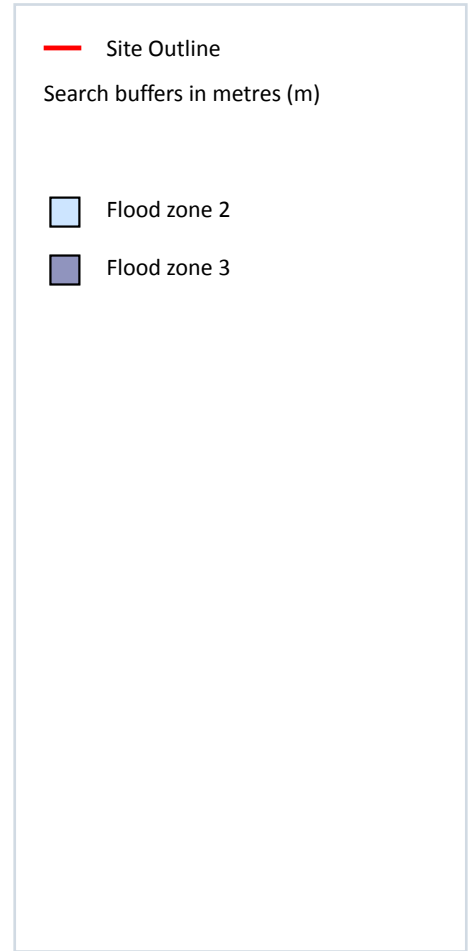 Site Outline
Search buffers in metres (m)
Flood zone 2
Flood zone 3